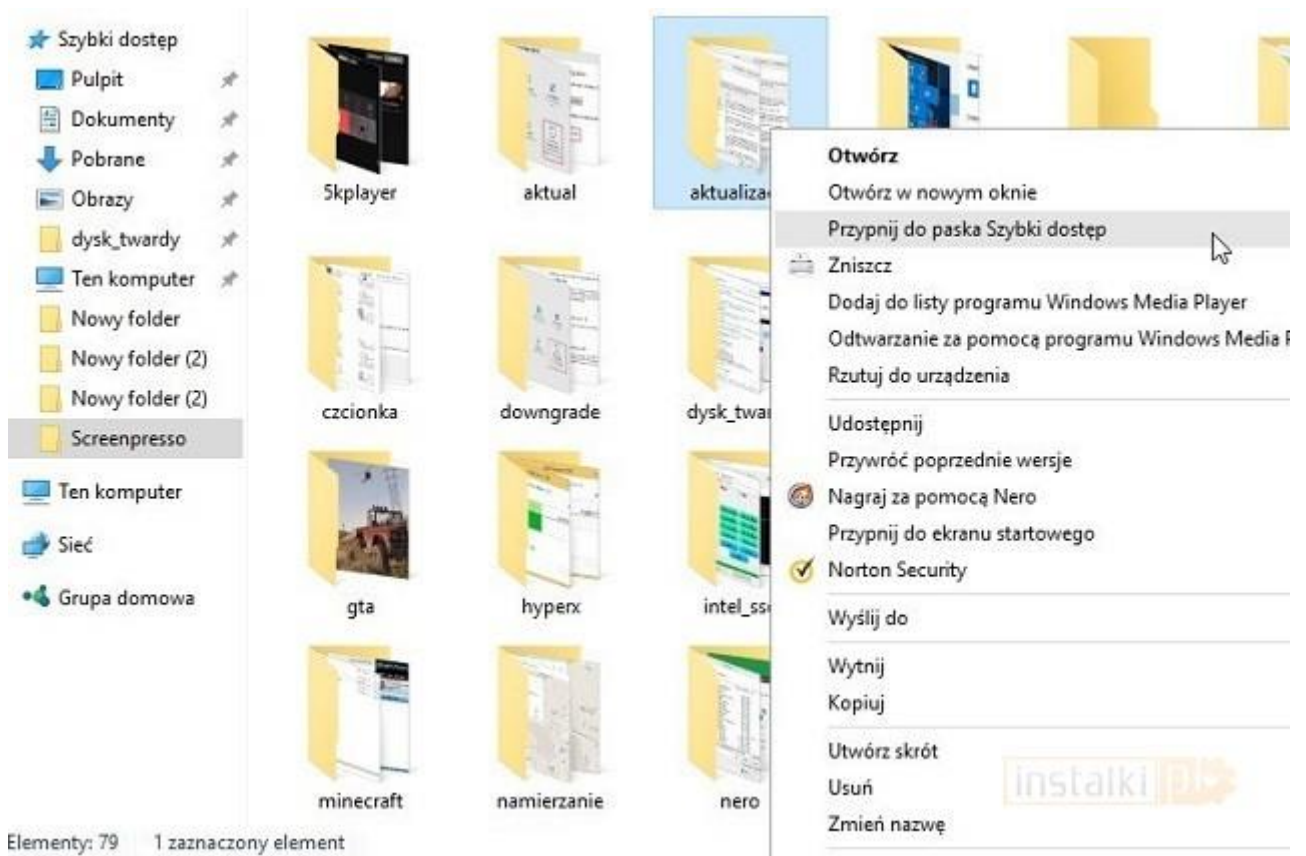 Szybki dostęp
Pulpit
Dokumenty
Pobrane
Obrazy
dysk_twardy
Ten komputer
Nowy folder
Nowy folder (2)
Nowy folder (2)
Screenpresso
Ten komputer
Sieć
Grupa domowa
5kplayer
aktual
aktualizac
czcionka
downgrade
dysk_twar
gta
hyperx
intel_ss
minecraft
namierzanie
nero
Otwórz
Otwórz w nowym oknie
Przypnij do paska Szybki dostęp
Zniszcz
Dodaj do listy programu Windows Media Player
Odtwarzanie za pomocą programu Windows Media P
Rzutuj do urządzenia
Udostępnij
Przywróć poprzednie wersje
Nagraj za pomocą Nero
Przypnij do ekranu startowego
Norton Security
Wyślij do
Wytnij
Kopiuj
Utwórz skrót
Usuń
Zmień nazwę
instalki
Elementy: 79 1 zaznaczony element